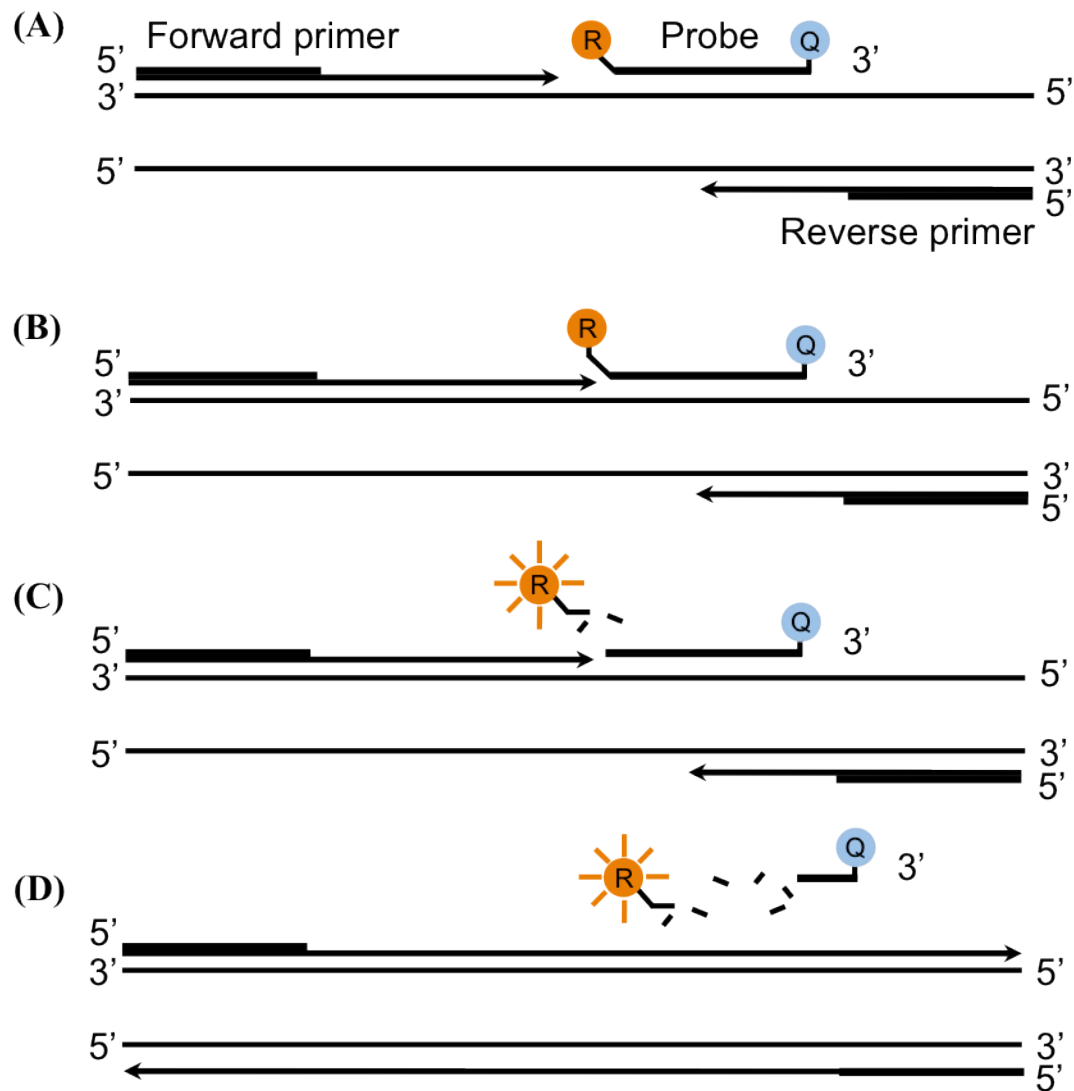 (A)
Forward primer R Probe Q
5’ 3’
3’ 5’
5’ 3’
5’
Reverse primer
(B)
R Q
5’ 3’
3’ 5’
5’ 3’
5’
(C)
R Q
5’ 3’
3’ 5’
5’ 3’
5’
(D)
R Q 3’
5’
3’ 5’
5’ 3’
5’